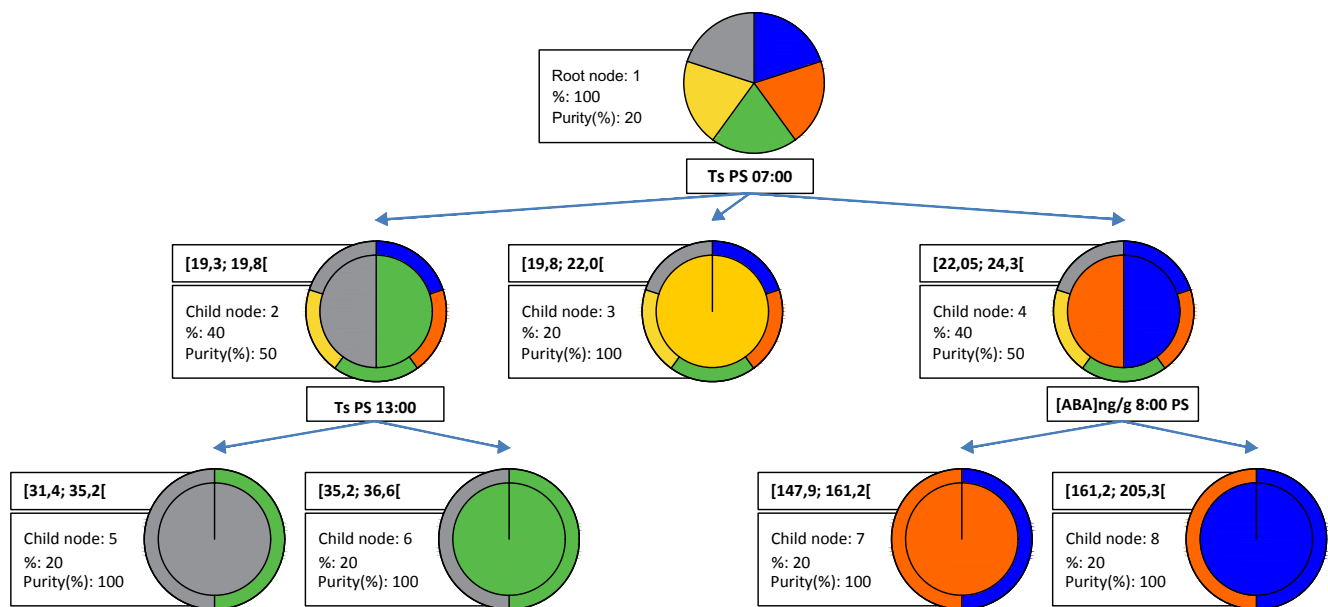 Root node: 1
%: 100
Purity(%): 20
Ts PS 07:00
[19,3; 19,8[
Child node: 2
%: 40
Purity(%): 50
[19,8; 22,0[
Child node: 3
%: 20
Purity(%): 100
[22,05; 24,3[
Child node: 4
%: 40
Purity(%): 50
Ts PS 13:00
[ABA]ng/g 8:00 PS
[31,4; 35,2[
Child node: 5
%: 20
Purity(%): 100
[35,2; 36,6[
Child node: 6
%: 20
Purity(%): 100
[147,9; 161,2[
Child node: 7
%: 20
Purity(%): 100
[161,2; 205,3[
Child node: 8
%: 20
Purity(%): 100